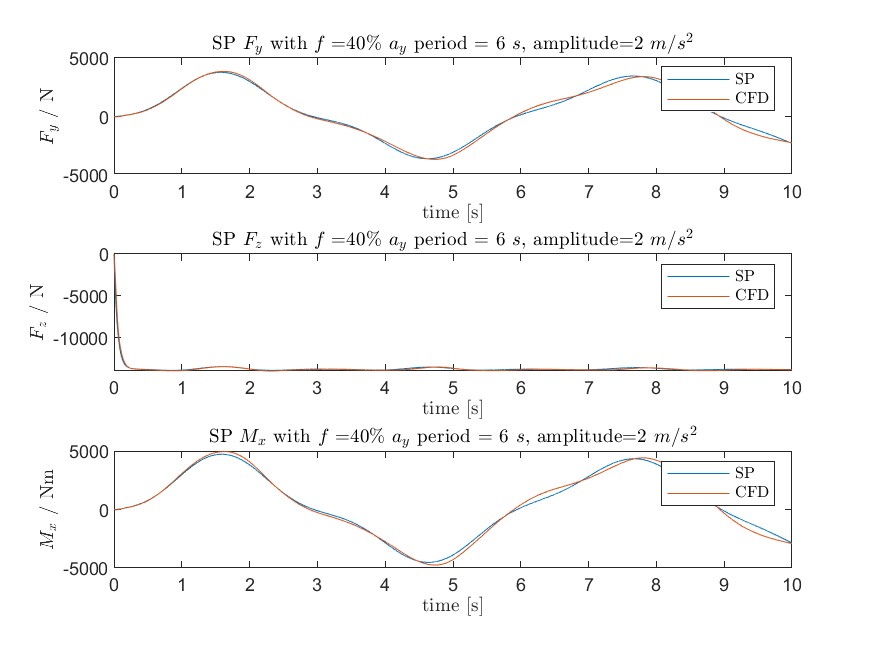 SP F_y with f =40% a_y period = 6 s, amplitude=2 m/s^2
5000
0
-5000
F_y / N
SP
CFD
0 1 2 3 4 5 6 7 8 9 10
time [s]
SP F_z with f =40% a_y period = 6 s, amplitude=2 m/s^2
0
-5000
-10000
F_z / N
SP
CFD
0 1 2 3 4 5 6 7 8 9 10
time [s]
SP M_x with f =40% a_y period = 6 s, amplitude=2 m/s^2
5000
0
-5000
M_x / Nm
SP
CFD
0 1 2 3 4 5 6 7 8 9 10
time [s]